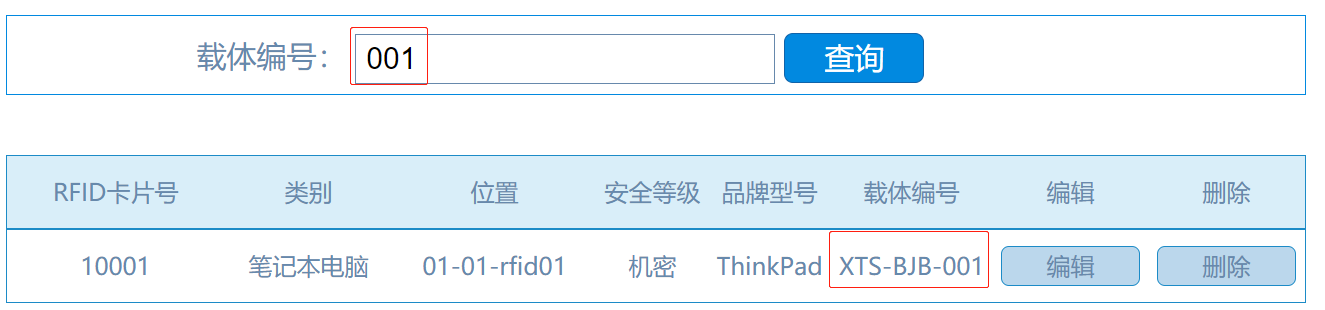 载体编号： 001 查询
RFID卡片号 类别 位置 安全等级 品牌型号 载体编号 编辑 删除
10001 笔记本电脑 01-01-rfid01 机密 ThinkPad XTS-BJB-001 编辑 删除